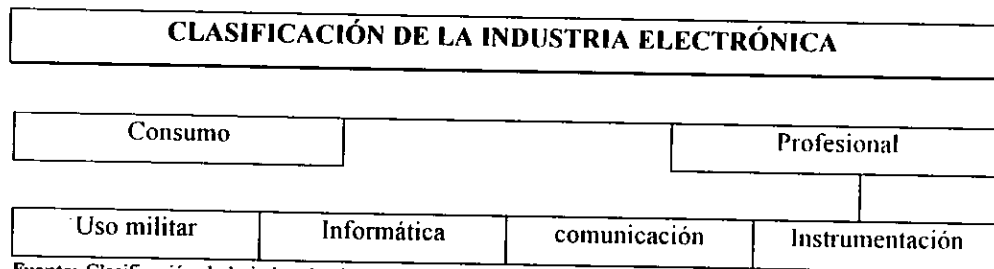 CLASIFICACIÓN DE LA INDUSTRIA ELECTRÓNICA
Consumo
Profesional
Uso militar
Informática
comunicación
Instrumentación